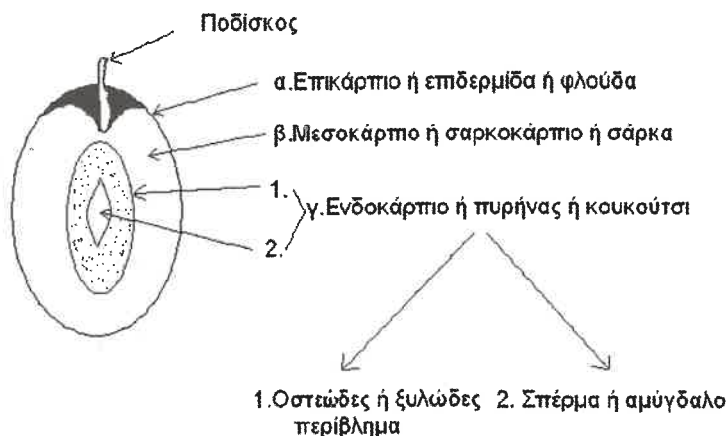 Ποδίσκος
α.Επικάρπιο ή επιδερμίδα ή φλούδα
β.Μεσοκάρπιο ή σαρκοκάρπιο ή σάρκα
1.
γ.Ενδοκάρπιο ή πυρήνας ή κουκούτσι
2.
1.Οστεώδες ή ξυλώδες 2. Σπέρμα ή αμύγδαλο
περίβλημα